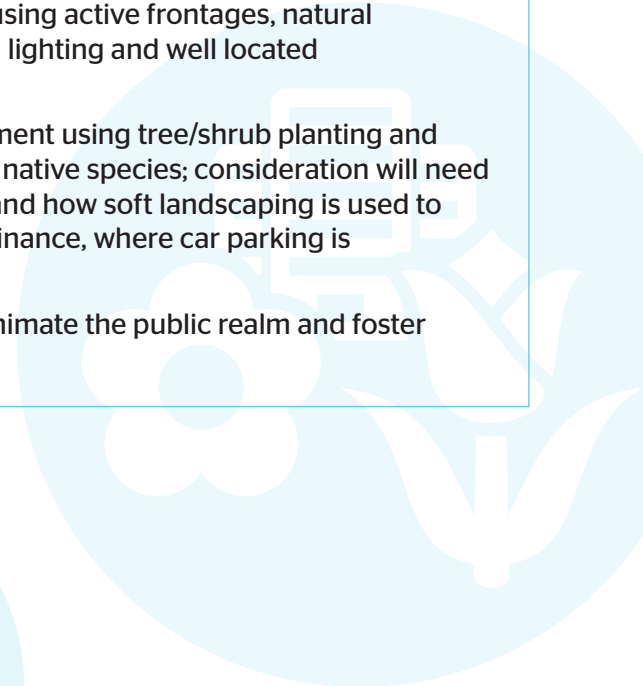 using active frontages, natural
lighting and well located
ment using tree/shrub planting and
native species; consideration will need
and how soft landscaping is used to
inance, where car parking is
nimate the public realm and foster